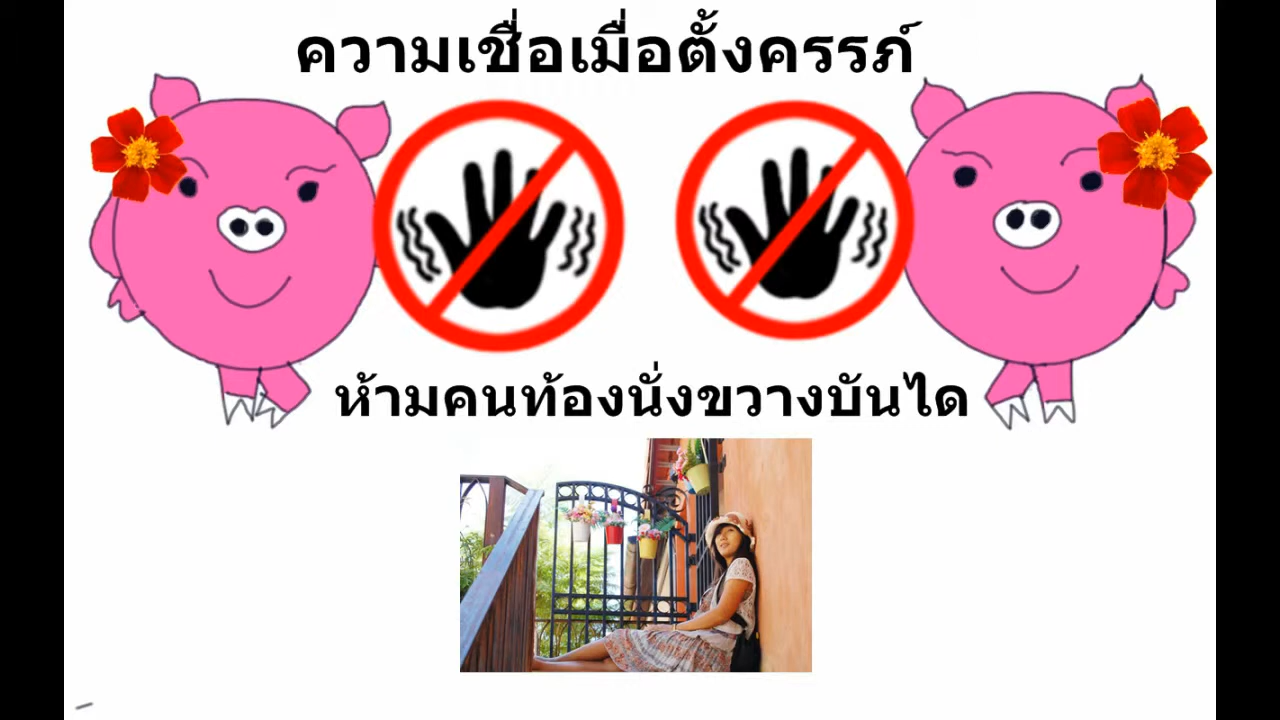 ความเชื่อเมื่อตั้งครรภ์
ห้ามคนท้องนั่งขวางบันได